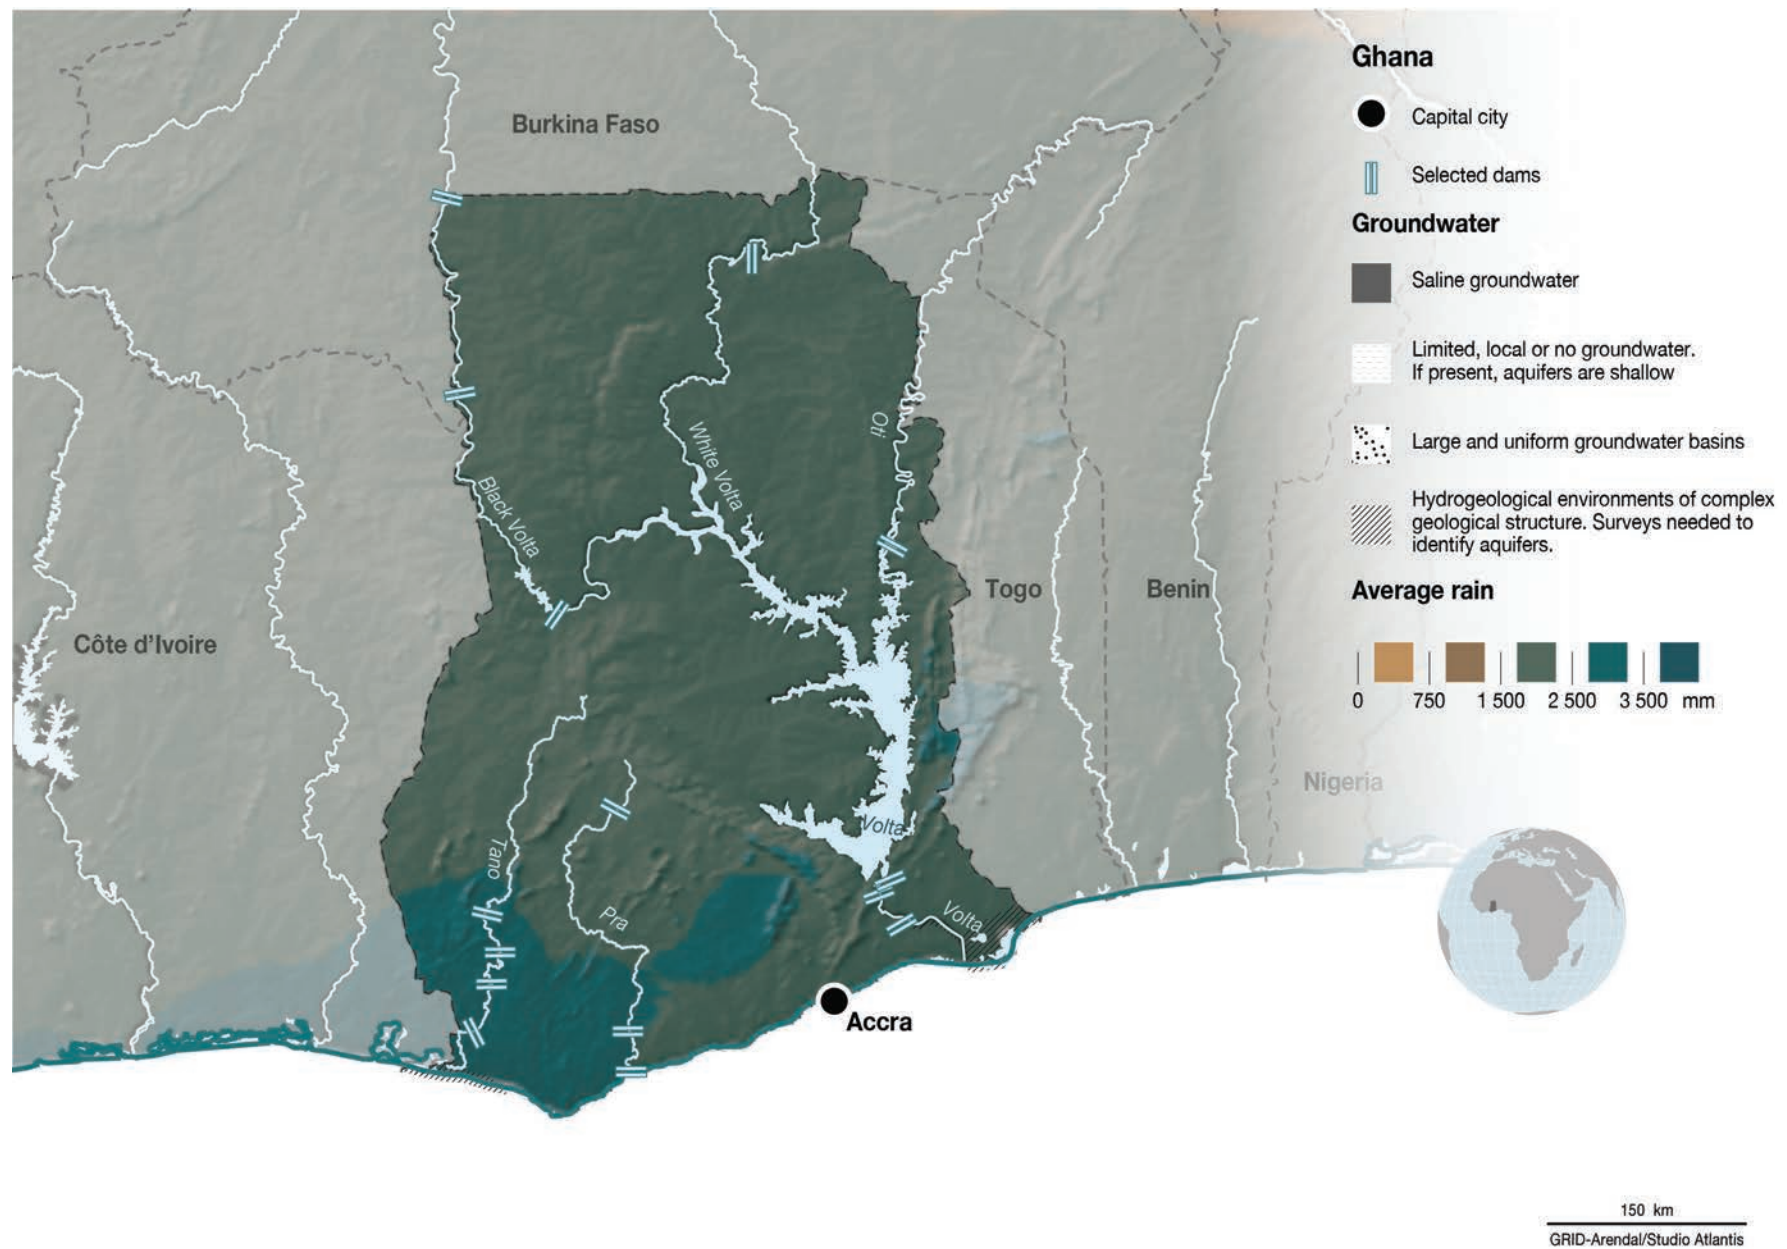 Ghana
Capital city
Selected dams
Groundwater
Saline groundwater
Limited, local or no groundwater.
If present, aquifers are shallow
Large and uniform groundwater basins
Hydrogeological environments of complex
geological structure. Surveys needed to
identify aquifers.
Average rain
0 750 1 500 2 500 3 500 mm
Burkina Faso
Oti
White Volta
Black Volta
Togo
Benin
Côte d'Ivoire
Nigeria
Volta
Tano
Pra
Volta
Accra
150 km
GRID-Arendal/Studio Atlantis